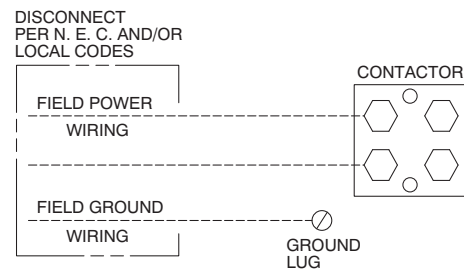 DISCONNECT
PER N. E. C. AND/OR
LOCAL CODES
CONTACTOR
FIELD POWER
WIRING
FIELD GROUND
WIRING
GROUND
LUG